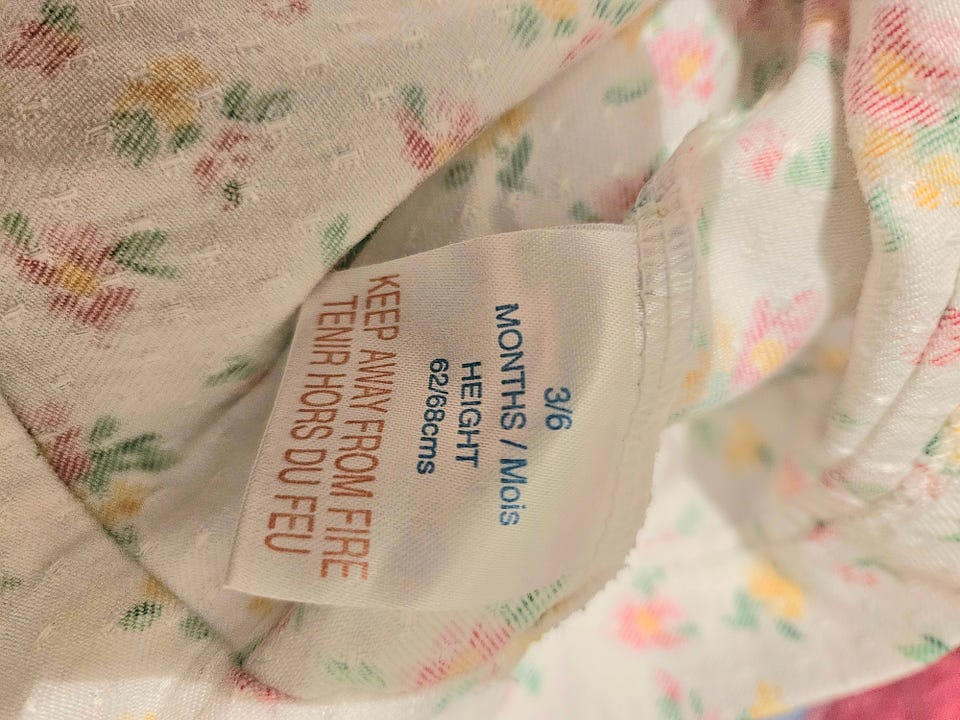 3/6
MONTHS / Mois
HEIGHT
62/68cms
KEEP AWAY FROM FIRE
TENIR HORS DU FEU